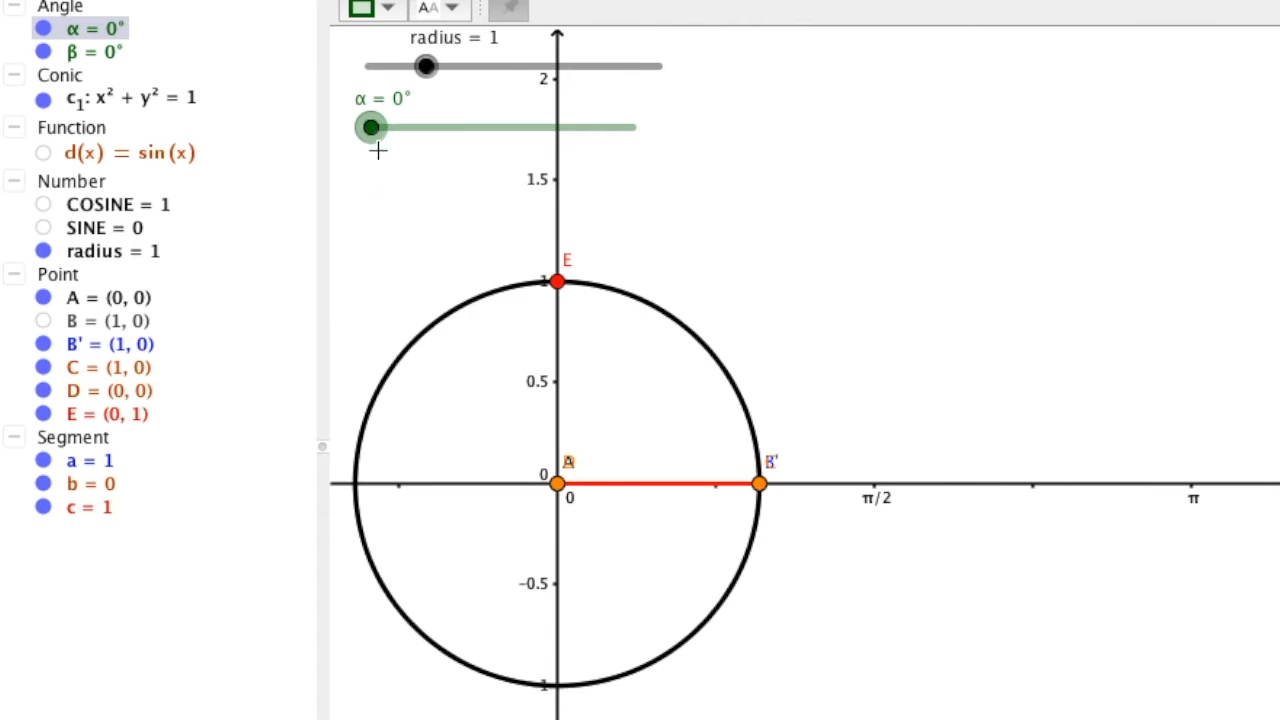 Angle
α = 0°
β = 0°
Conic
c₁: x² + y² = 1
Function
d(x) = sin(x)
Number
COSINE = 1
SINE = 0
radius = 1
Point
A = (0, 0)
B = (1, 0)
B' = (1, 0)
C = (1, 0)
D = (0, 0)
E = (0, 1)
Segment
a = 1
b = 0
c = 1
AA
radius = 1
α = 0°
2
1.5
E
1
0.5
0
0
π/2
π
-0.5
-1